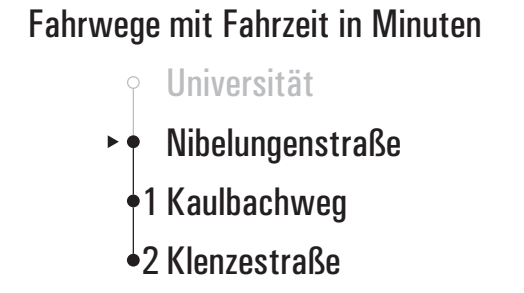 Fahrwege mit Fahrzeit in Minuten
Universität
Nibelungenstraße
1 Kaulbachweg
2 Klenzestraße